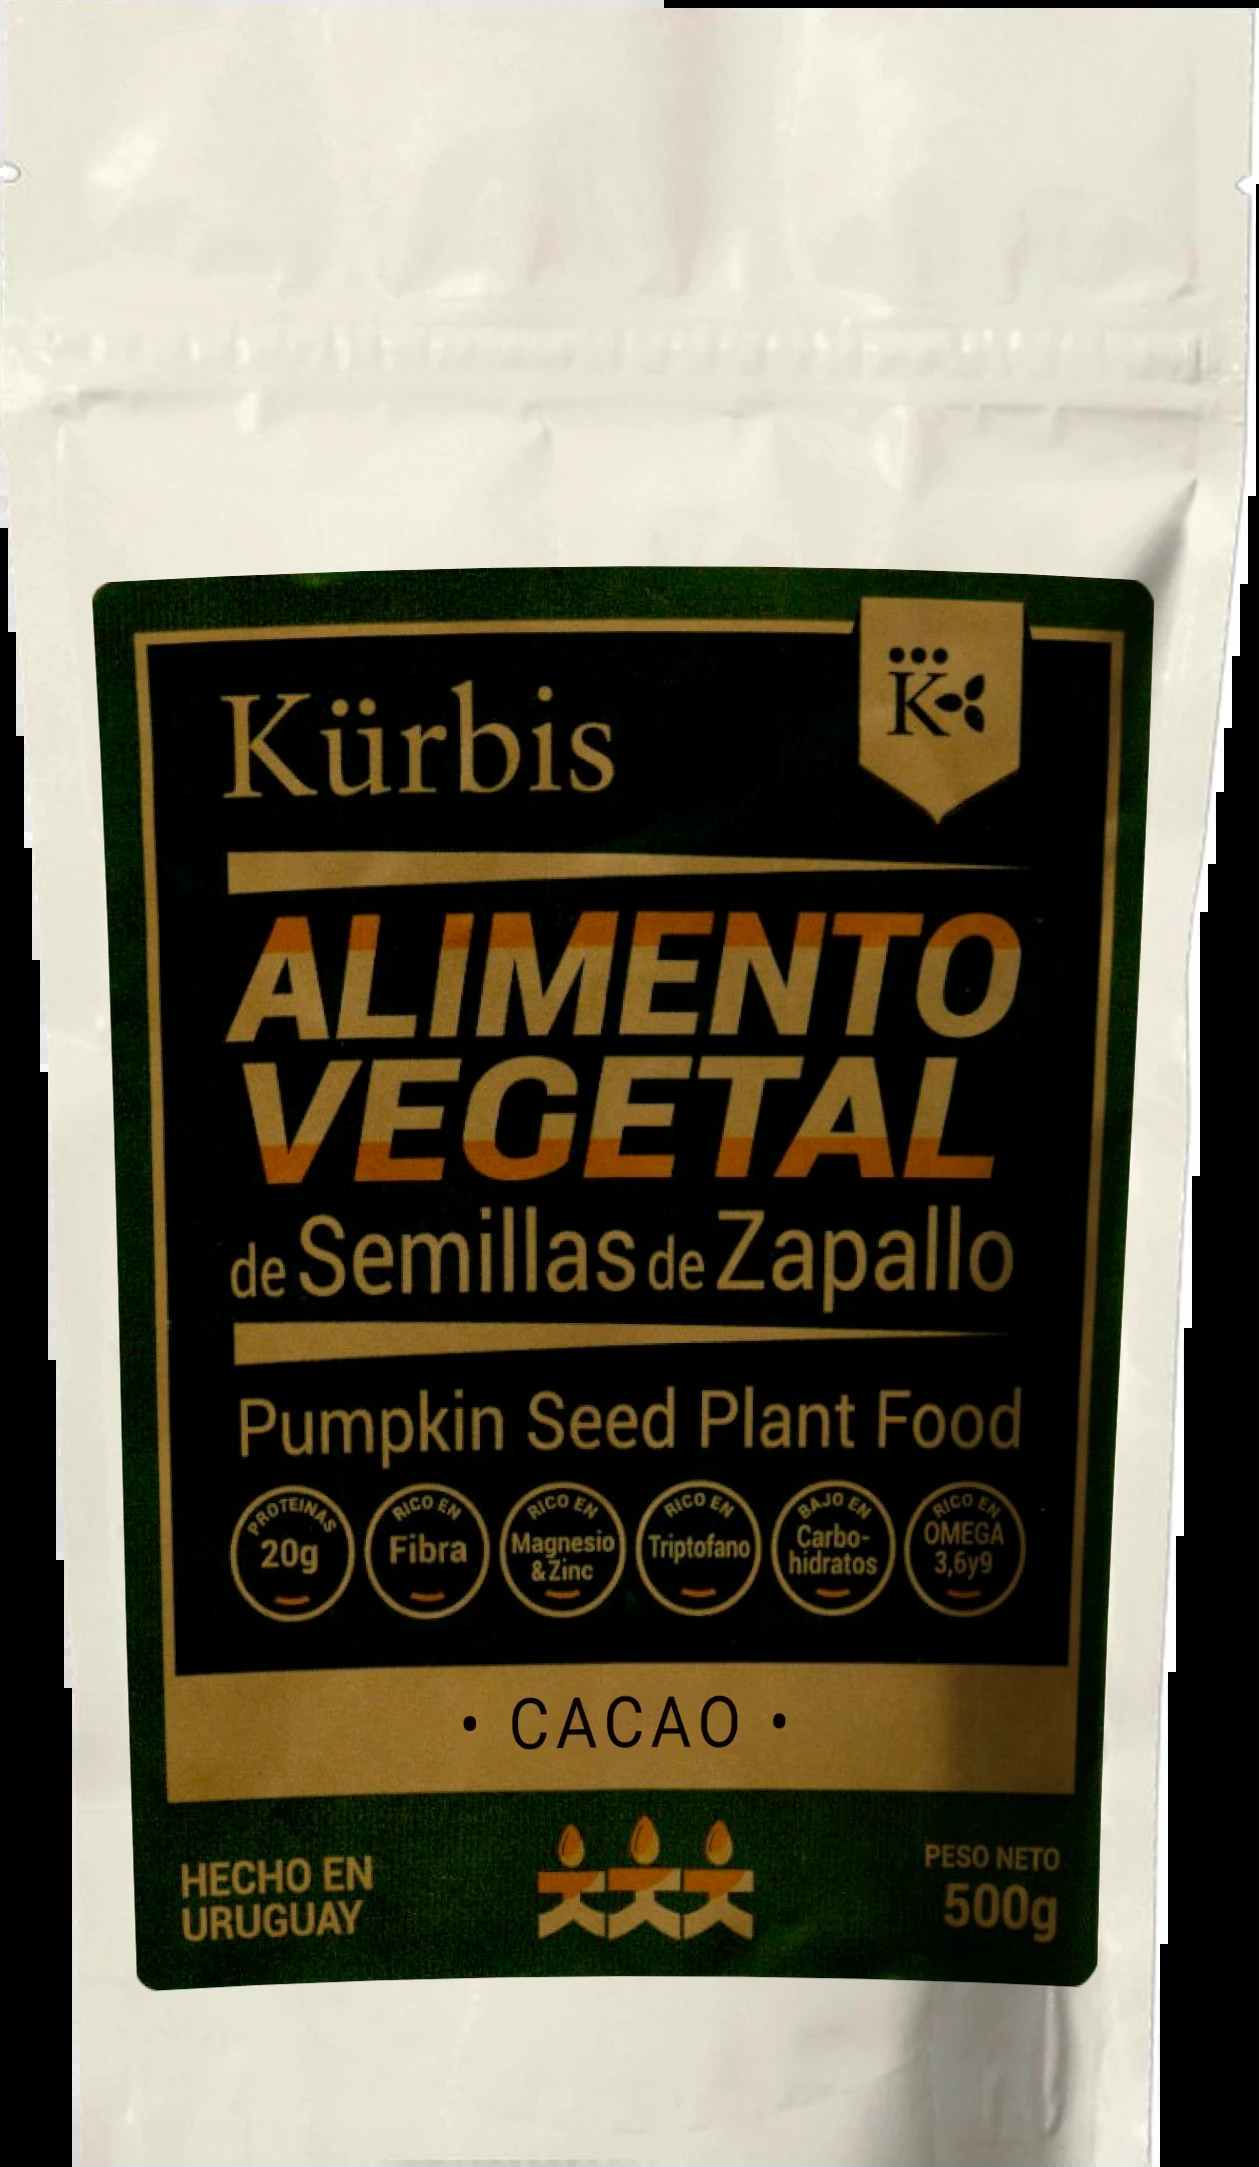 Kürbis
K
ALIMENTO
VEGETAL
de Semillas de Zapallo
Pumpkin Seed Plant Food
PROTEINAS
20g
RICO EN
Fibra
RICO EN
Magnesio
&Zinc
RICO EN
Triptofano
BAJO EN
Carbo-
hidratos
RICO EN
OMEGA
3,6y9
• CACAO •
HECHO EN
URUGUAY
KKK
PESO NETO
500g